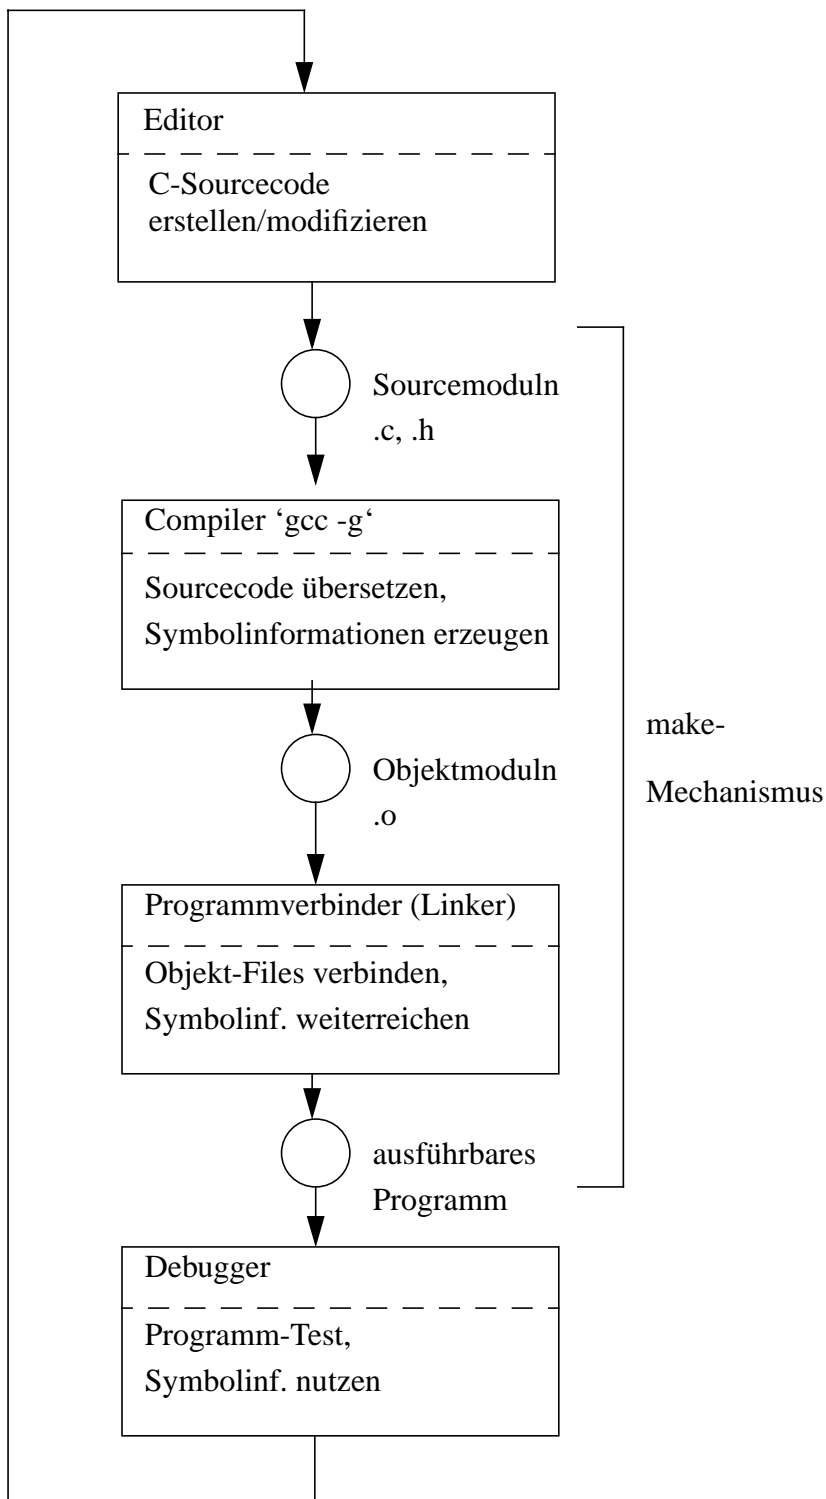 Editor
C-Sourcecode
erstellen/modifizieren
Sourcemoduln
.c, .h
Compiler ‘gcc -g‘
Sourcecode übersetzen,
Symbolinformationen erzeugen
make-
Mechanismus
Objektmoduln
.o
Programmverbinder (Linker)
Objekt-Files verbinden,
Symbolinf. weiterreichen
ausführbares
Programm
Debugger
Programm-Test,
Symbolinf. nutzen